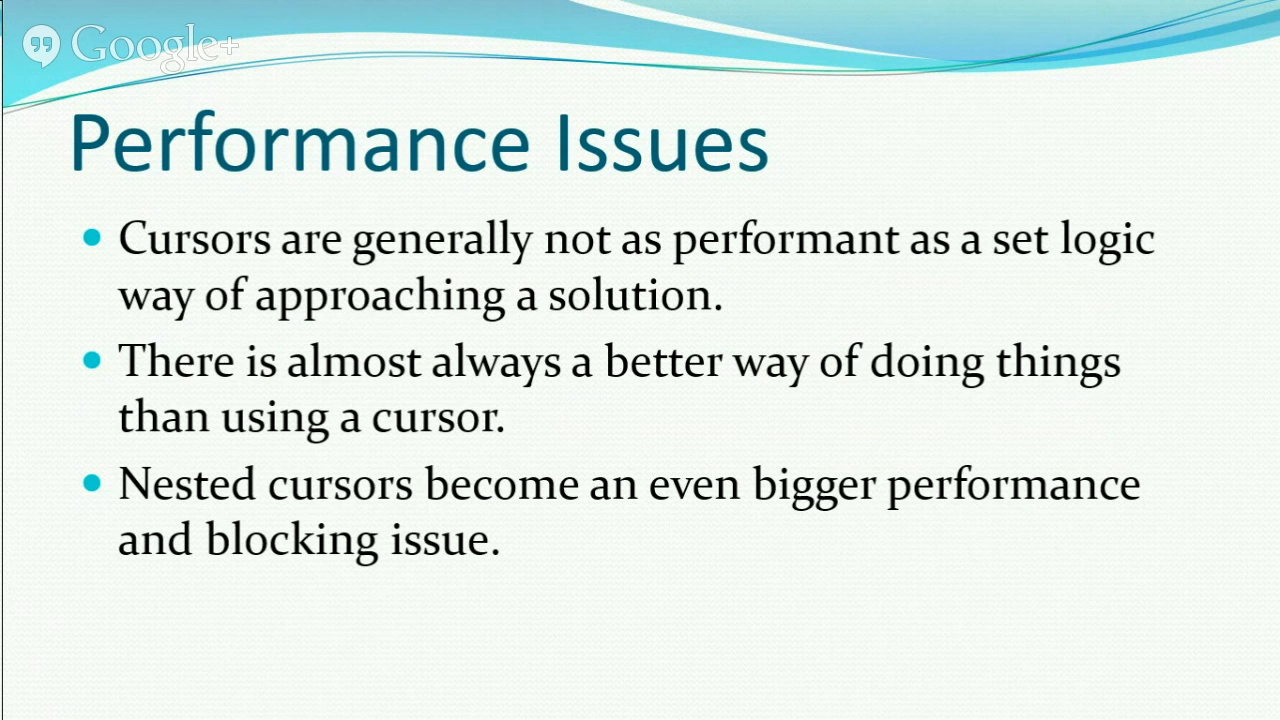 Google+
Performance Issues
• Cursors are generally not as performant as a set logic
way of approaching a solution.
• There is almost always a better way of doing things
than using a cursor.
• Nested cursors become an even bigger performance
and blocking issue.